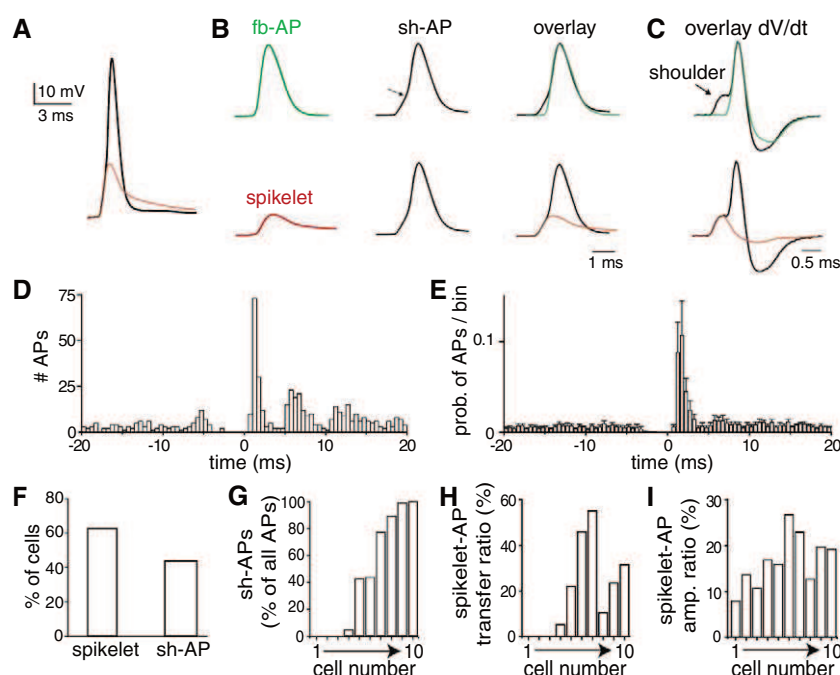 A
10 mV
3 ms
B
fb-AP
sh-AP
overlay
spikelet
1 ms
C
overlay dV/dt
shoulder
0.5 ms
D
# APs
75
50
25
0
-20
-10
0
10
20
time (ms)
E
prob. of APs / bin
0.1
0
-20
-10
0
10
20
time (ms)
F
% of cells
80
60
40
20
0
spikelet
sh-AP
G
sh-APs
(% of all APs)
100
80
60
40
20
0
1
10
cell number
H
spikelet-AP
transfer ratio (%)
60
40
20
0
1
10
cell number
I
spikelet-AP
amp. ratio (%)
30
20
10
0
1
10
cell number